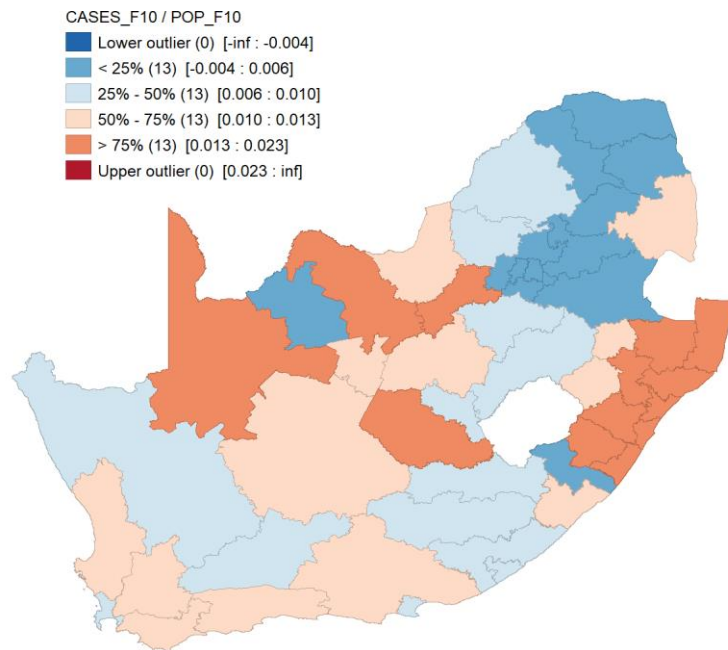 CASES_F10 / POP_F10
Lower outlier (0) [-inf : -0.004]
< 25% (13) [-0.004 : 0.006]
25% - 50% (13) [0.006 : 0.010]
50% - 75% (13) [0.010 : 0.013]
> 75% (13) [0.013 : 0.023]
Upper outlier (0) [0.023 : inf]